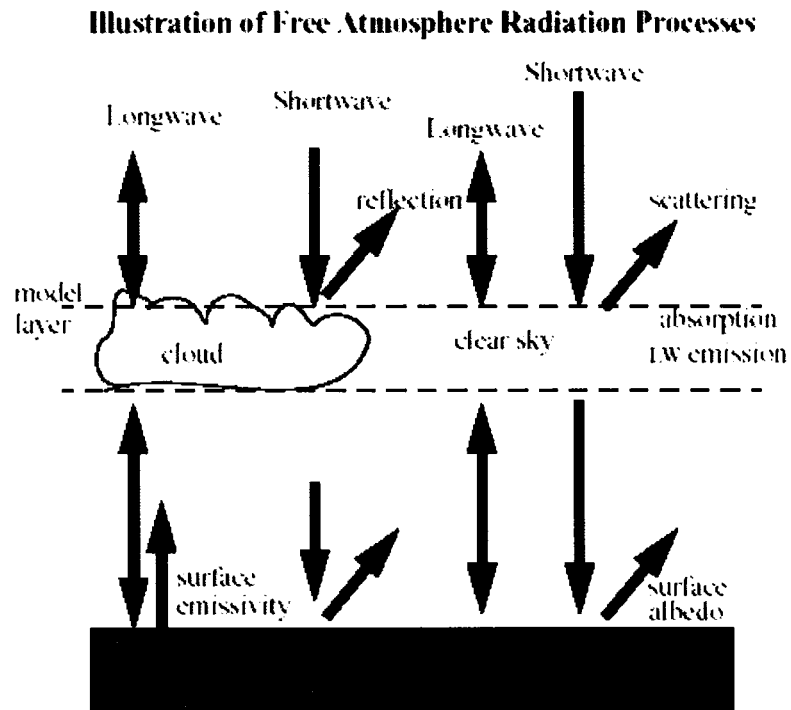 Illustration of Free Atmosphere Radiation Processes
Longwave
Shortwave
Longwave
Shortwave
reflection
scattering
model
layer
cloud
clear sky
absorption
LW emission
surface
emissivity
surface
albedo